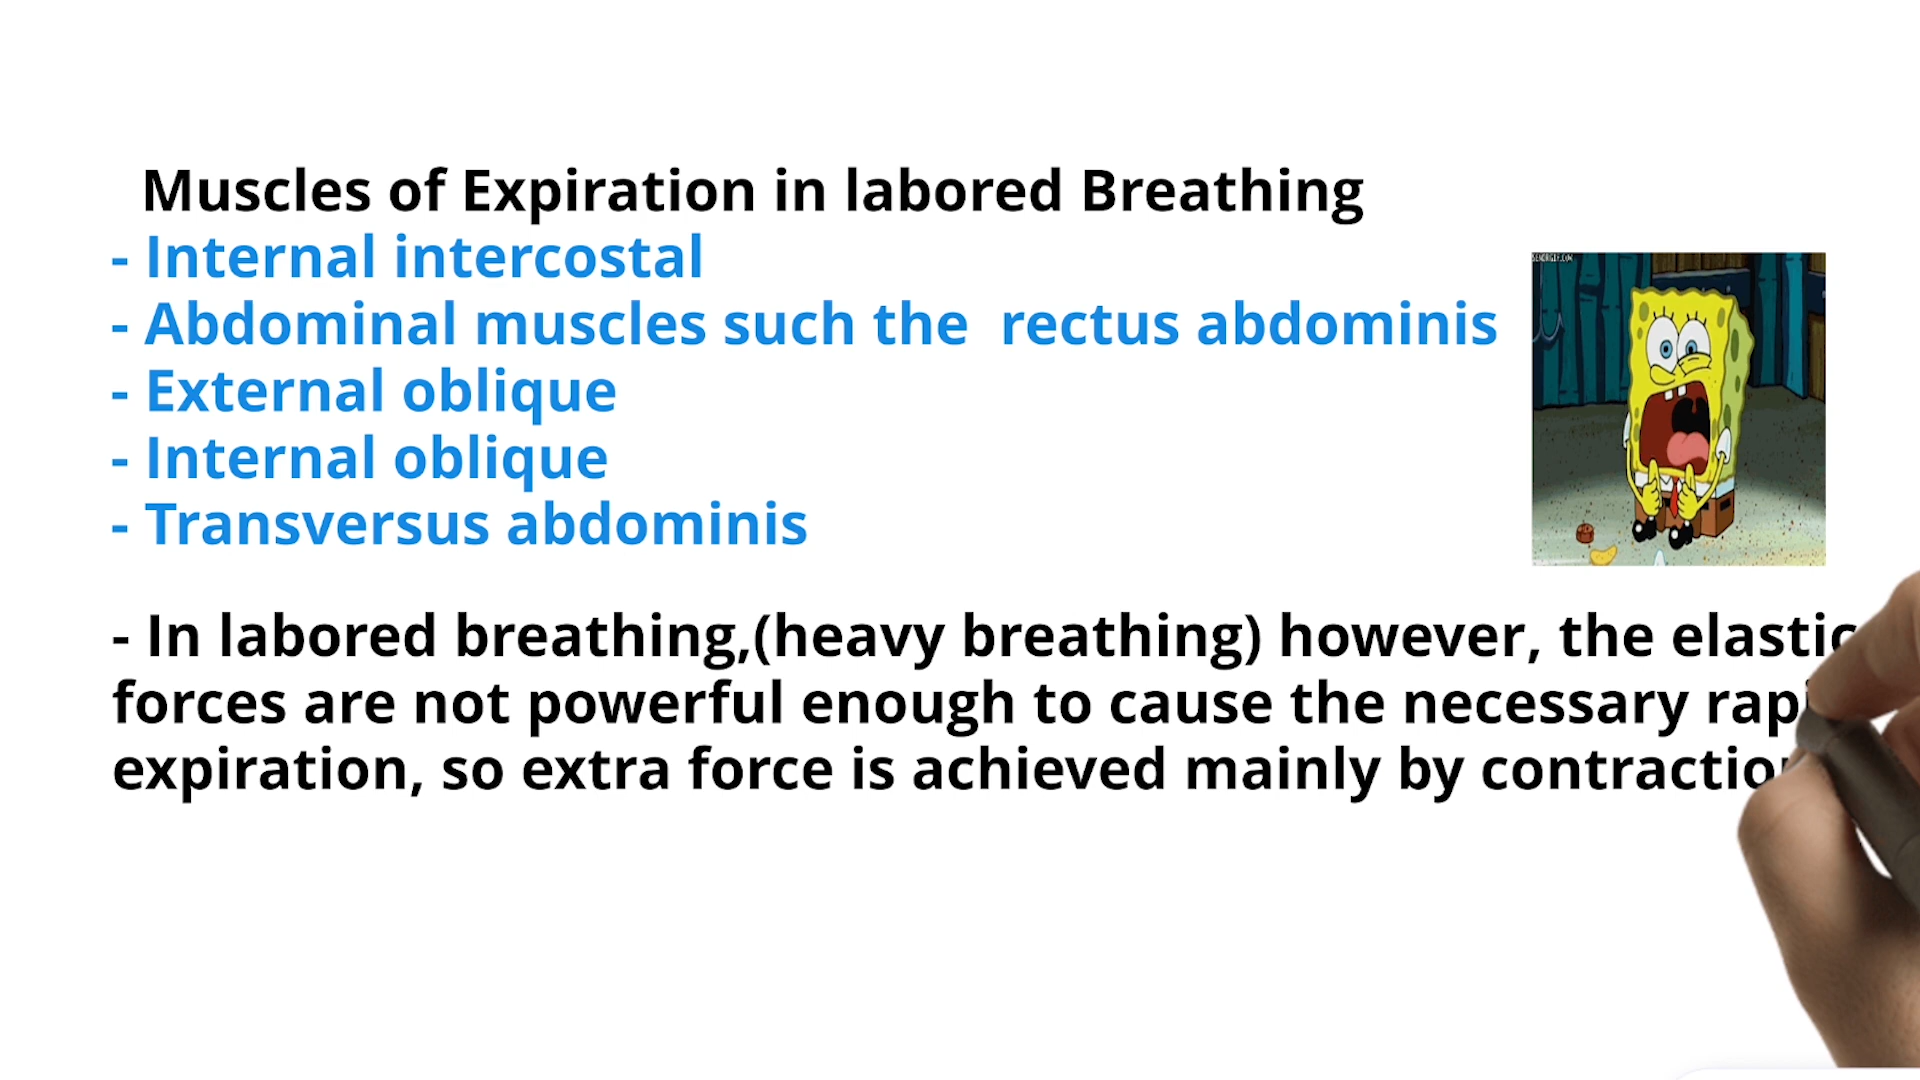 Muscles of Expiration in labored Breathing
- Internal intercostal
- Abdominal muscles such the rectus abdominis
- External oblique
- Internal oblique
- Transversus abdominis
- In labored breathing,(heavy breathing) however, the elastic
forces are not powerful enough to cause the necessary
expiration, so extra force is achieved mainly by contraction